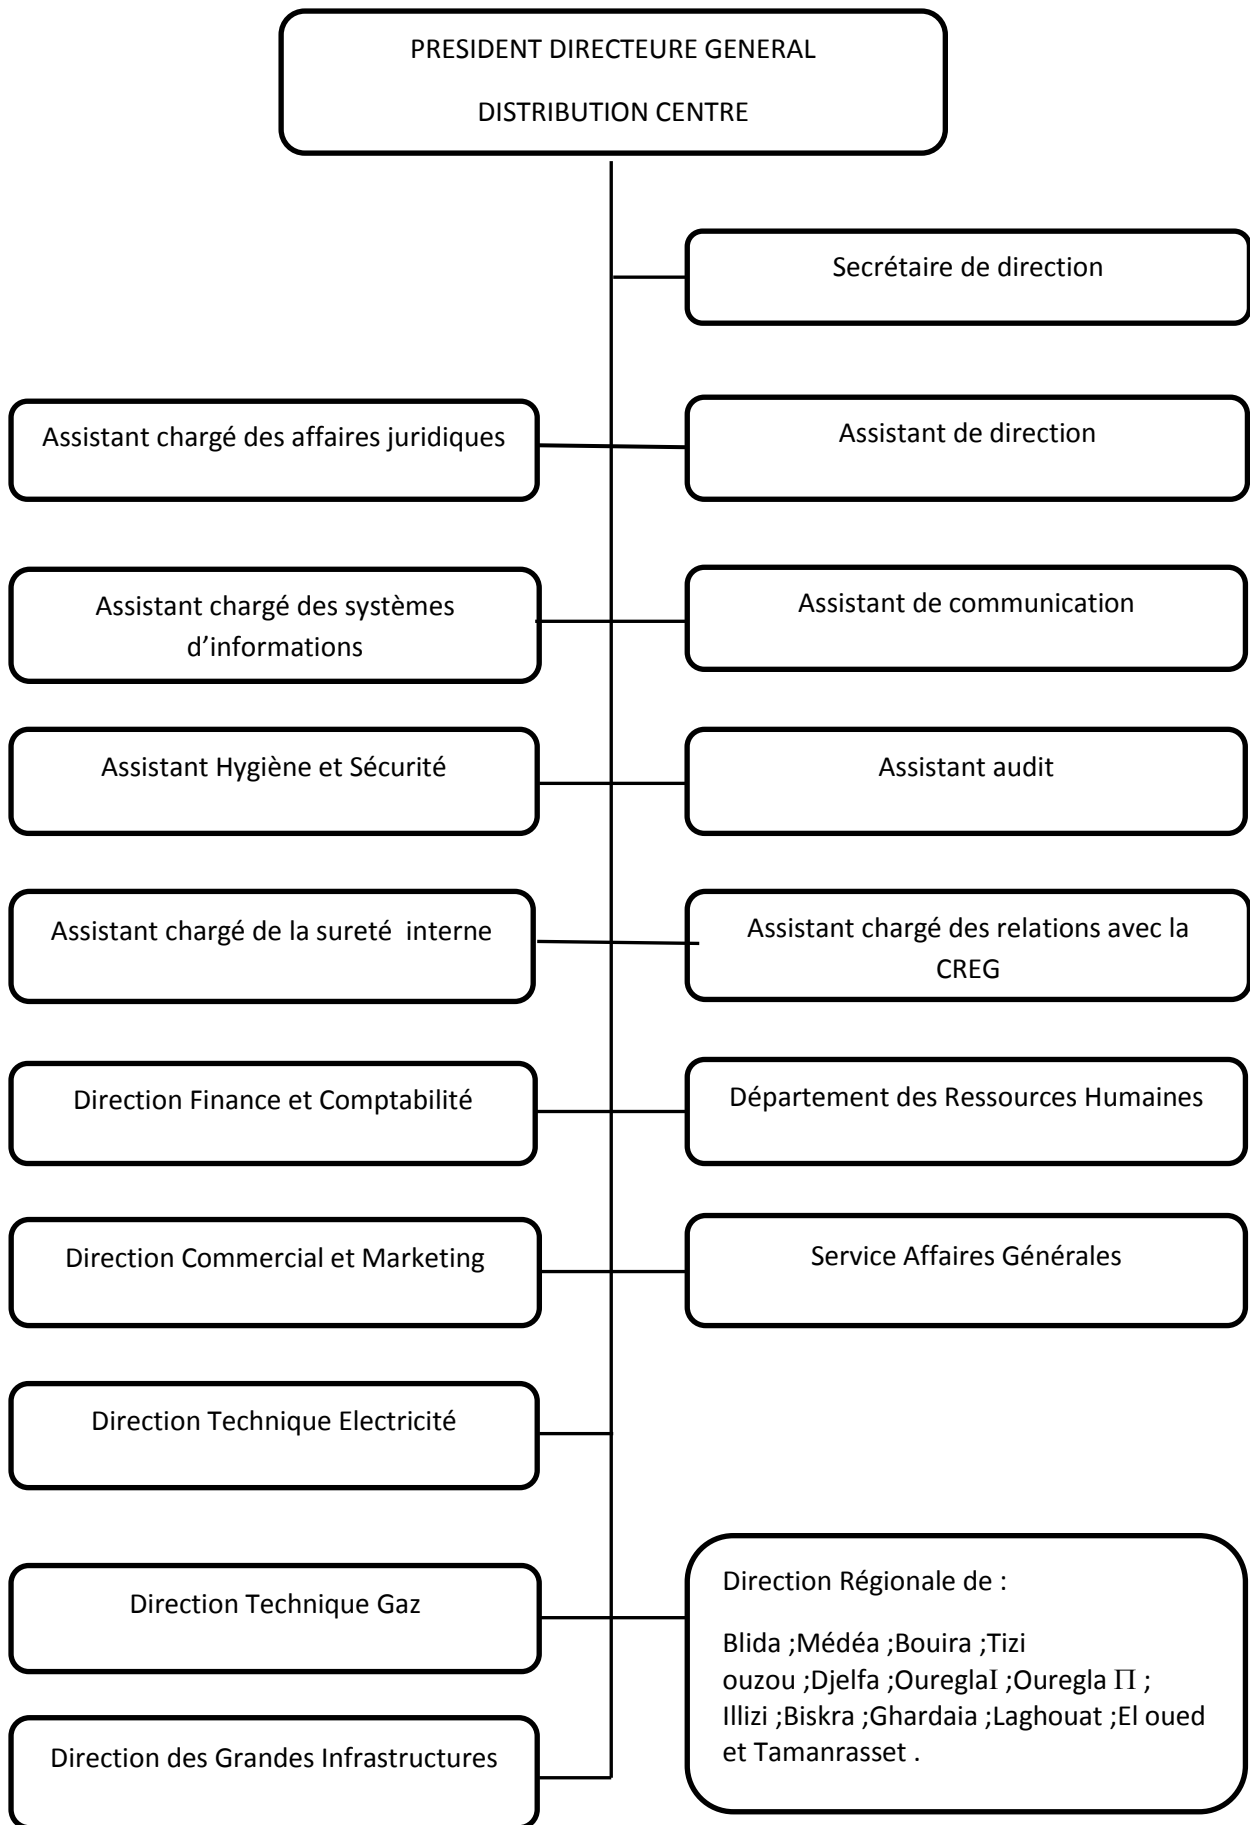 PRESIDENT DIRECTEURE GENERAL
DISTRIBUTION CENTRE
Secrétaire de direction
Assistant chargé des affaires juridiques
Assistant de direction
Assistant chargé des systèmes
d’informations
Assistant de communication
Assistant Hygiène et Sécurité
Assistant audit
Assistant chargé de la sureté  interne
Assistant chargé des relations avec la
CREG
Direction Finance et Comptabilité
Département des Ressources Humaines
Direction Commercial et Marketing
Service Affaires Générales
Direction Technique Electricité
Direction Technique Gaz
Direction Régionale de :
Blida ;Médéa ;Bouira ;Tizi
ouzou ;Djelfa ;OureglaI ;Ouregla Π ;
Illizi ;Biskra ;Ghardaia ;Laghouat ;El oued
et Tamanrasset .
Direction des Grandes Infrastructures